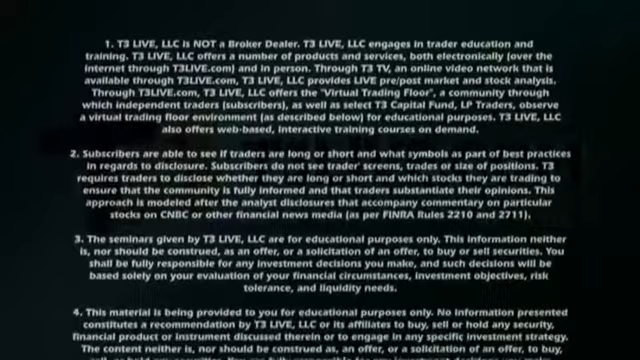 1. T3 LIVE, LLC is NOT a Broker Dealer. T3 LIVE, LLC engages in trader education and
training. T3 LIVE, LLC offers a number of products and services, both electronically (over the
internet through T3LIVE.com) and in person. Through T3 TV, an online video network that is
available through T3LIVE.com, T3 LIVE, LLC provides LIVE pre/post market and stock analysis.
Through T3LIVE.com, T3 LIVE, LLC offers the "Virtual Trading Floor", a community through
which independent traders (subscribers), as well as select T3 Capital Fund, LP Traders, observe
a virtual trading floor environment (as described below) for educational purposes. T3 LIVE, LLC
also offers web-based, interactive training courses on demand.
2. Subscribers are able to see if traders are long or short and what symbols as part of best practices
in regards to disclosure. Subscribers do not see trader' screens, trades or size of positions. T3
requires traders to disclose whether they are long or short and which stocks they are trading to
ensure that the community is fully informed and that traders substantiate their opinions. This
approach is modeled after the analyst disclosures that accompany commentary on particular
stocks on CNBC or other financial news media (as per FINRA Rules 2210 and 2711).
3. The seminars given by T3 LIVE, LLC are for educational purposes only. This information neither
is, nor should be construed, as an offer, or a solicitation of an offer, to buy or sell securities. You
shall be fully responsible for any investment decisions you make, and such decisions will be
based solely on your evaluation of your financial circumstances, investment objectives, risk
tolerance, and liquidity needs.
4. This material is being provided to you for educational purposes only. No information presented
constitutes a recommendation by T3 LIVE, LLC or its affiliates to buy, sell or hold any security,
financial product or instrument discussed therein or to engage in any specific investment strategy.
The content neither is, nor should be construed as, an offer, or a solicitation of an offer, to buy,